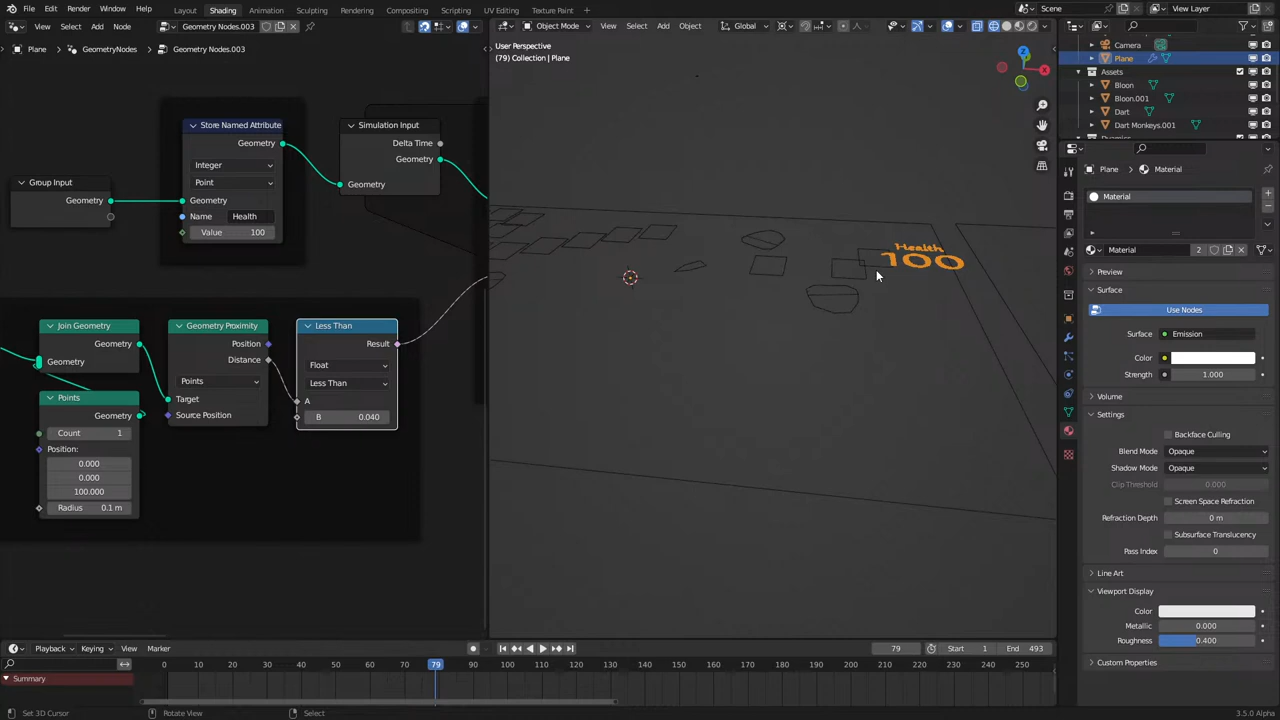 File Edit Render Window Help Layout Shading Animation Rendering Compositing Scripting UV Editing Texture Paint Scene View Layer
View Select Add Node Geometry Nodes.003 Object Mode View Select Add Object Global
Plane GeometryNodes Geometry Nodes.003
User Perspective
(79) Collection | Plane
Z
X
Camera
Plane
Assets
Bloon
Bloon.001
Dart
Dart Monkeys.001
Store Named Attribute
Geometry
Integer
Point
Geometry
Name Health
Value 100
Simulation Input
Delta Time
Geometry
Geometry
Group Input
Geometry
Health
100
Join Geometry
Geometry
Geometry
Points
Geometry
Count 1
Position:
0.000
0.000
100.000
Radius 0.1 m
Geometry Proximity
Position
Distance
Points
Target
Source Position
Less Than
Result
Float
Less Than
A
B 0.040
Plane Material
Material
Material 2
Preview
Surface
Use Nodes
Surface Emission
Color
Strength 1.000
Volume
Settings
Backface Culling
Blend Mode Opaque
Shadow Mode Opaque
Clip Threshold 0.000
Screen Space Refraction
Refraction Depth 0 m
Subsurface Translucency
Pass Index 0
Line Art
Viewport Display
Color
Metallic 0.000
Roughness 0.400
Custom Properties
Playback Keying View Marker 79 Start 1 End 493
0 10 20 30 40 50 60 70 79 90 100 110 120 130 140 150 160 170 180 190 200 210 220 230 240 250
Summary
Set 3D Cursor Rotate View Select 3.5.0 Alpha